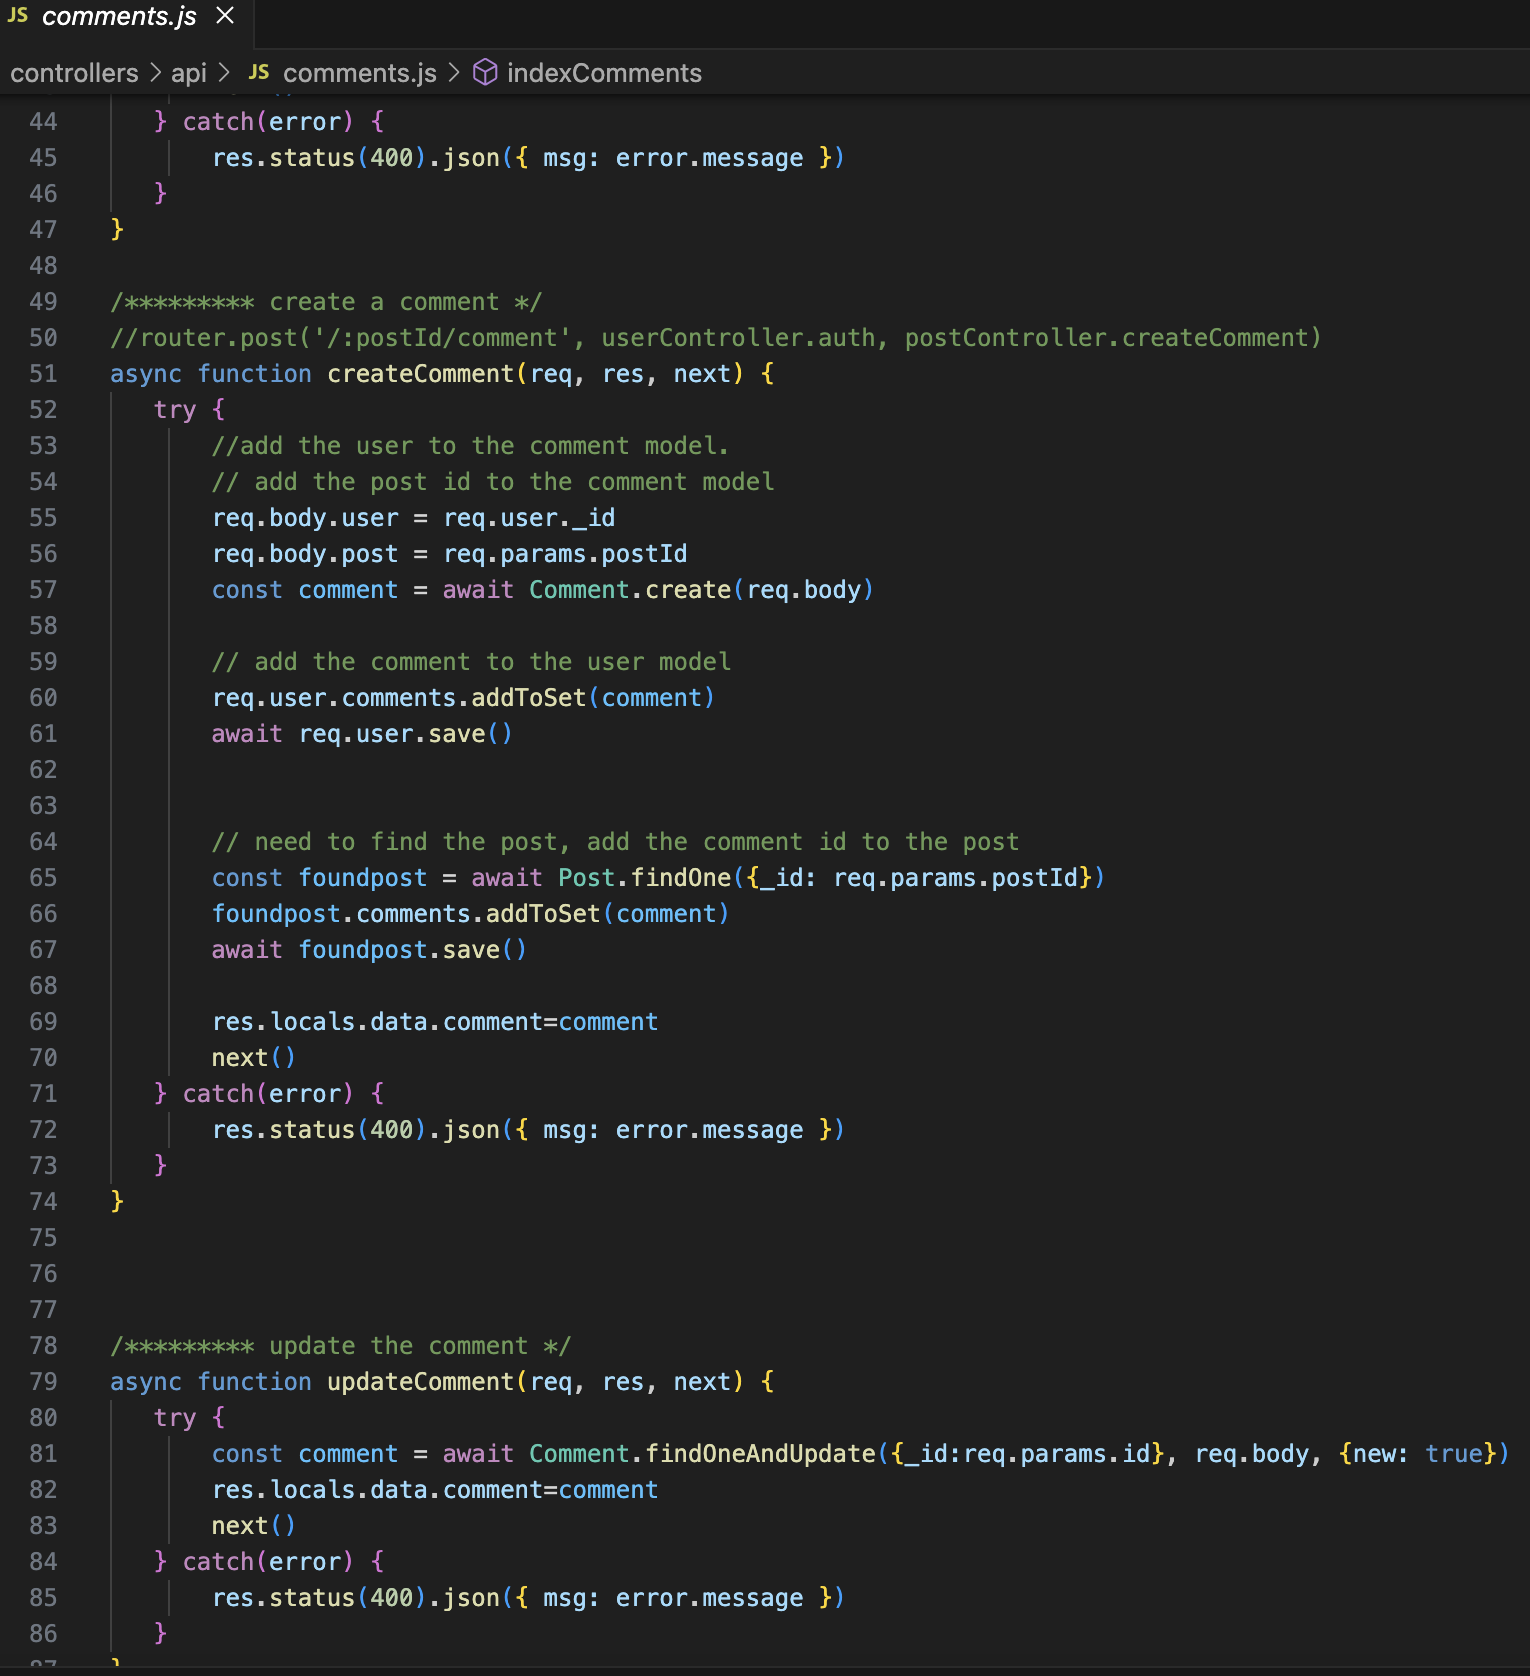 JS comments.js ×
controllers > api > JS comments.js > indexComments
44 } catch(error) {
45 res.status(400).json({ msg: error.message })
46 }
47 }
48
49 /********* create a comment */
50 //router.post('/:postId/comment', userController.auth, postController.createComment)
51 async function createComment(req, res, next) {
52 try {
53 //add the user to the comment model.
54 // add the post id to the comment model
55 req.body.user = req.user._id
56 req.body.post = req.params.postId
57 const comment = await Comment.create(req.body)
58
59 // add the comment to the user model
60 req.user.comments.addToSet(comment)
61 await req.user.save()
62
63
64 // need to find the post, add the comment id to the post
65 const foundpost = await Post.findOne({_id: req.params.postId})
66 foundpost.comments.addToSet(comment)
67 await foundpost.save()
68
69 res.locals.data.comment=comment
70 next()
71 } catch(error) {
72 res.status(400).json({ msg: error.message })
73 }
74 }
75
76
77
78 /********* update the comment */
79 async function updateComment(req, res, next) {
80 try {
81 const comment = await Comment.findOneAndUpdate({_id:req.params.id}, req.body, {new: true})
82 res.locals.data.comment=comment
83 next()
84 } catch(error) {
85 res.status(400).json({ msg: error.message })
86 }
87 }